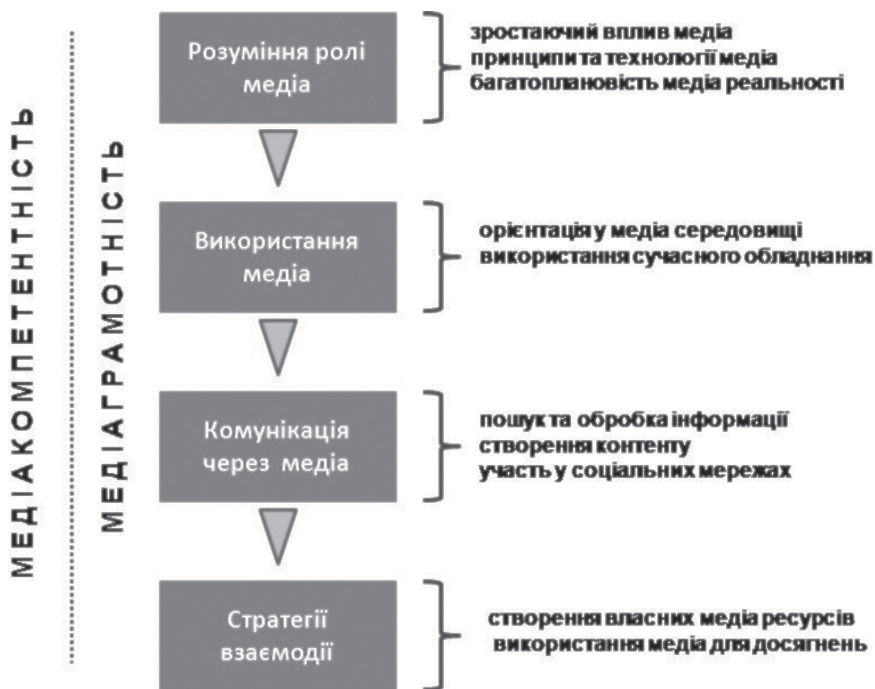 МЕДІАКОМПЕТЕНТНІСТЬ
МЕДІАГРАМОТНІСТЬ
Розуміння ролі
медіа
зростаючий вплив медіа
принципи та технології медіа
багатоплановість медіа реальності
Використання
медіа
орієнтація у медіа середовищі
використання сучасного обладнання
Комунікація
через медіа
пошук та обробка інформації
створення контенту
участь у соціальних мережах
Стратегії
взаємодії
створення власних медіа ресурсів
використання медіа для досягнень